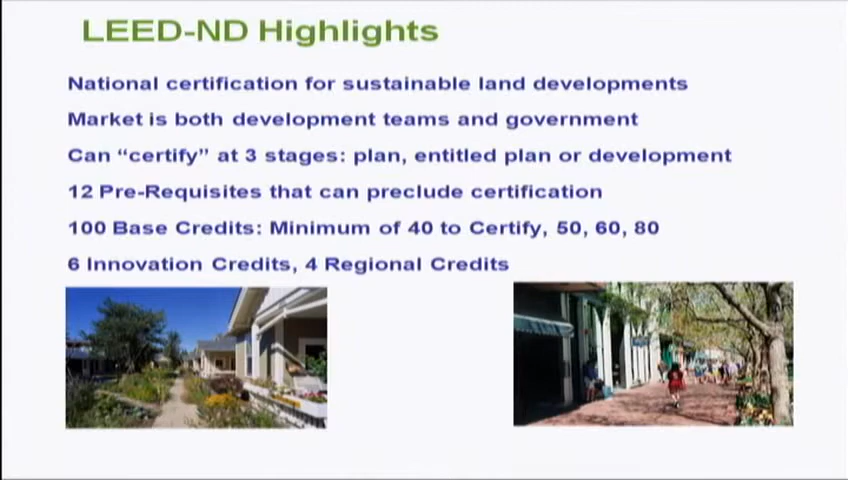 LEED-ND Highlights
National certification for sustainable land developments
Market is both development teams and government
Can “certify” at 3 stages: plan, entitled plan or development
12 Pre-Requisites that can preclude certification
100 Base Credits: Minimum of 40 to Certify, 50, 60, 80
6 Innovation Credits, 4 Regional Credits